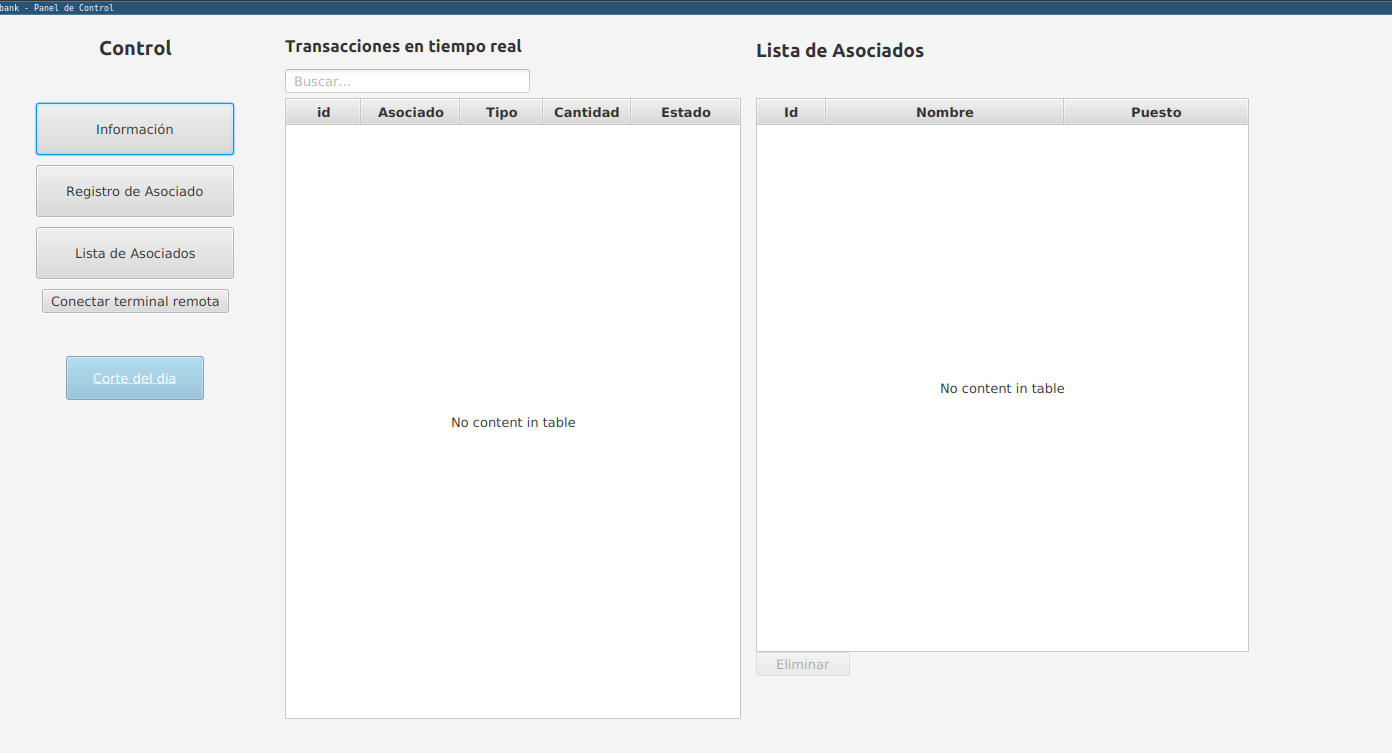 bank - Panel de Control
Control
Información
Registro de Asociado
Lista de Asociados
Conectar terminal remota
Corte del día
Transacciones en tiempo real
Buscar...
id Asociado Tipo Cantidad Estado
No content in table
Lista de Asociados
Id Nombre Puesto
No content in table
Eliminar